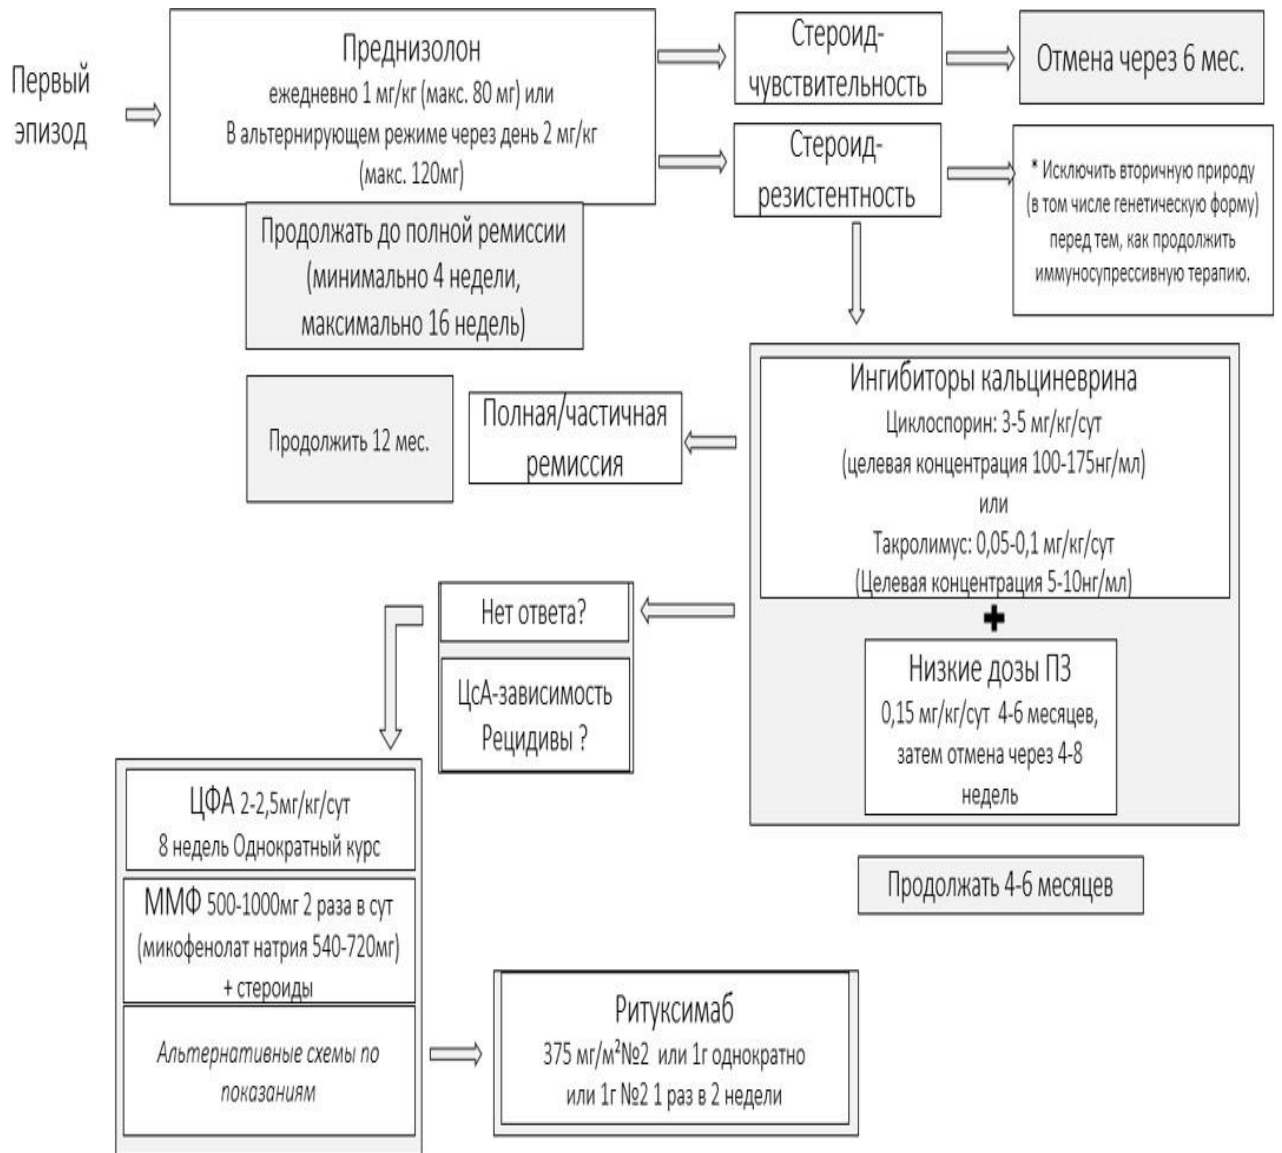 Первый
эпизод
Преднизолон
ежедневно 1 мг/кг (макс. 80 мг) или
В альтернирующем режиме через день 2 мг/кг
(макс. 120мг)
Продолжать до полной ремиссии
(минимально 4 недели,
максимально 16 недель)
Стероид-
чувствительность
Отмена через 6 мес.
Стероид-
резистентность
* Исключить вторичную природу
(в том числе генетическую форму)
перед тем, как продолжить
иммуносупрессивную терапию.
Ингибиторы кальциневрина
Циклоспорин: 3-5 мг/кг/сут
(целевая концентрация 100-175нг/мл)
или
Такролимус: 0,05-0,1 мг/кг/сут
(Целевая концентрация 5-10нг/мл)
+
Низкие дозы ПЗ
0,15 мг/кг/сут 4-6 месяцев,
затем отмена через 4-8
недель
Продолжать 4-6 месяцев
Полная/частичная
ремиссия
Продолжить 12 мес.
Нет ответа?
ЦсА-зависимость
Рецидивы ?
ЦФА 2-2,5мг/кг/сут
8 недель Однократный курс
ММФ 500-1000мг 2 раза в сут
(микофенолат натрия 540-720мг)
+ стероиды
Альтернативные схемы по
показаниям
Ритуксимаб
375 мг/м²№2 или 1г однократно
или 1г №2 1 раз в 2 недели